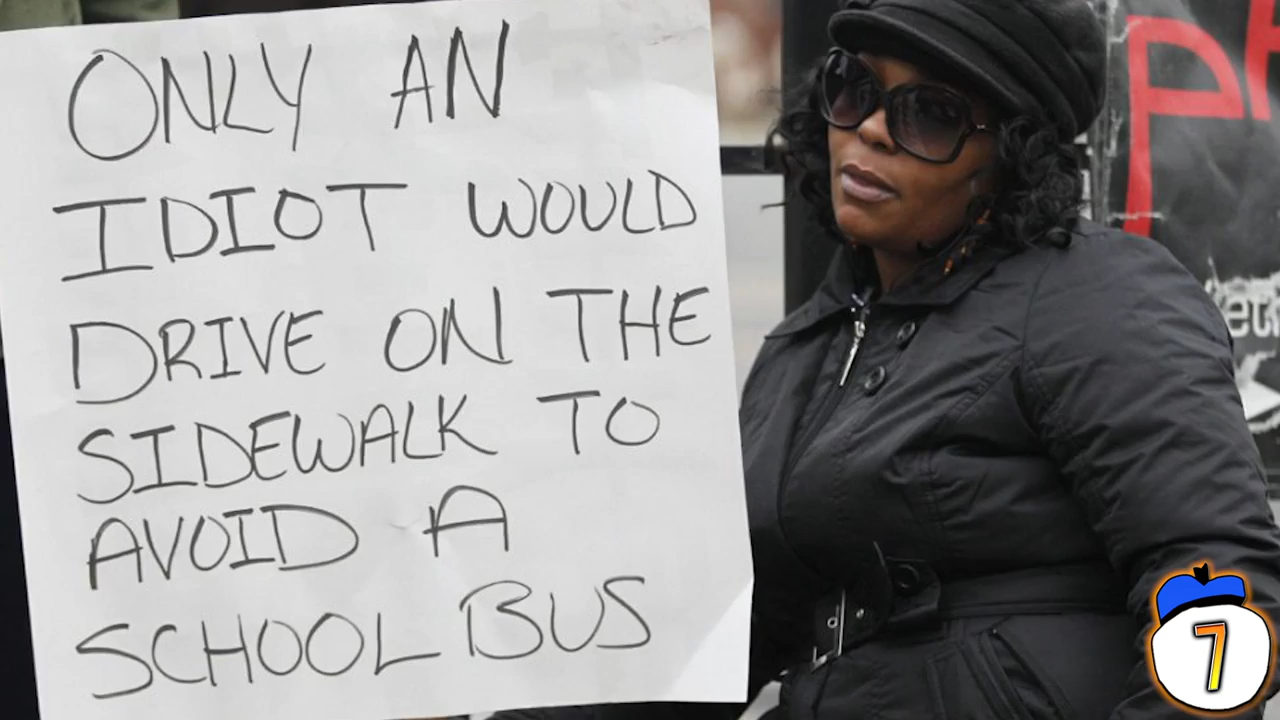 ONLY AN
IDIOT WOULD
DRIVE ON THE
SIDEWALK TO
AVOID A
SCHOOL BUS
7